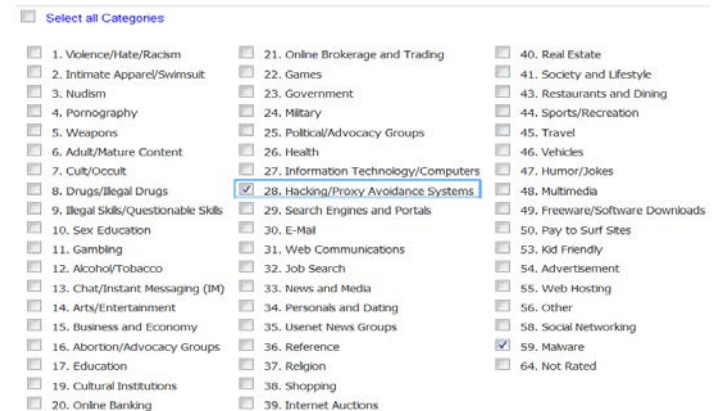 Select all Categories
1. Violence/Hate/Racism
2. Intimate Apparel/Swimsuit
3. Nudism
4. Pornography
5. Weapons
6. Adult/Mature Content
7. Cult/Occult
8. Drugs/Illegal Drugs
9. Illegal Skills/Questionable Skills
10. Sex Education
11. Gambling
12. Alcohol/Tobacco
13. Chat/Instant Messaging (IM)
14. Arts/Entertainment
15. Business and Economy
16. Abortion/Advocacy Groups
17. Education
19. Cultural Institutions
20. Online Banking
21. Online Brokerage and Trading
22. Games
23. Government
24. Military
25. Political/Advocacy Groups
26. Health
27. Information Technology/Computers
28. Hacking/Proxy Avoidance Systems
29. Search Engines and Portals
30. E-Mail
31. Web Communications
32. Job Search
33. News and Media
34. Personals and Dating
35. Usenet News Groups
36. Reference
37. Religion
38. Shopping
39. Internet Auctions
40. Real Estate
41. Society and Lifestyle
43. Restaurants and Dining
44. Sports/Recreation
45. Travel
46. Vehicles
47. Humor/Jokes
48. Multimedia
49. Freeware/Software Downloads
50. Pay to Surf Sites
53. Kid Friendly
54. Advertisement
55. Web Hosting
56. Other
58. Social Networking
59. Malware
64. Not Rated